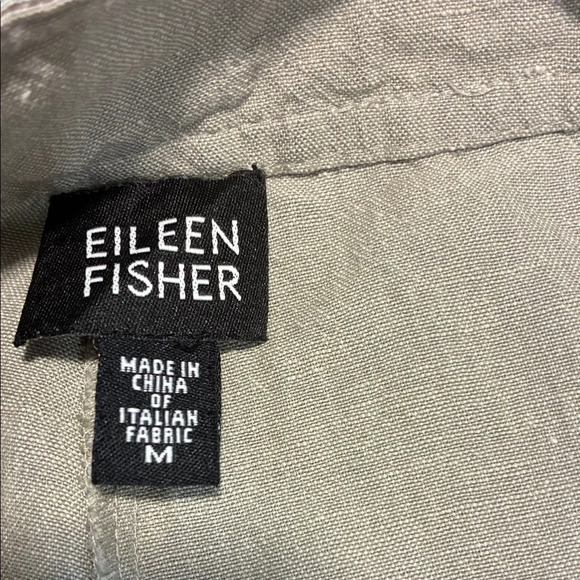 EILEEN
FISHER
MADE IN
CHINA
OF
ITALIAN
FABRIC
M